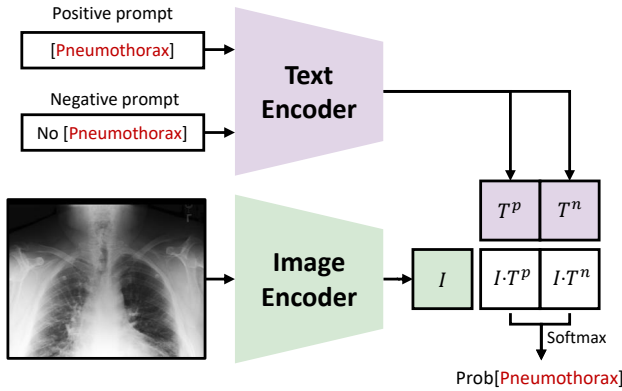 Positive prompt
[Pneumothorax]
Negative prompt
No [Pneumothorax]
Text
Encoder
T^p
T^n
Image
Encoder
I
I·T^p
I·T^n
Softmax
Prob[Pneumothorax]